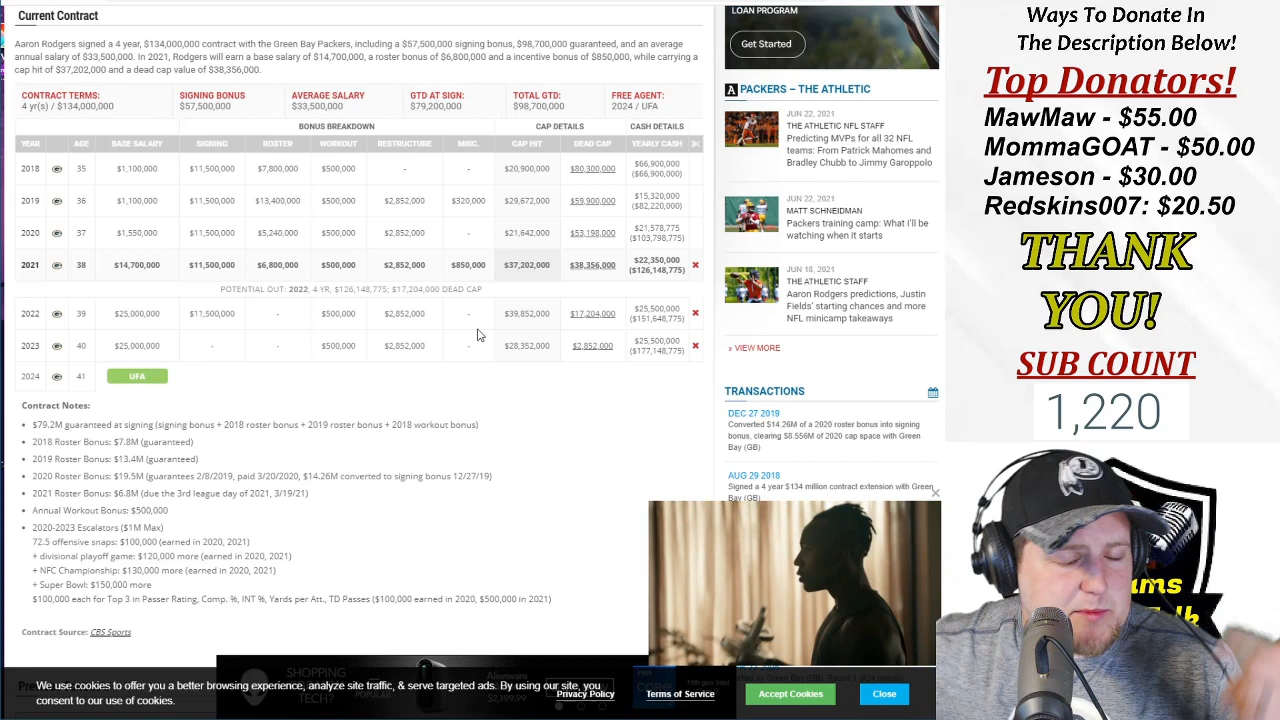 Current Contract
Aaron Rodgers signed a 4 year, $134,000,000 contract with the Green Bay Packers, including a $57,500,000 signing bonus, $98,700,000 guaranteed, and an average
annual salary of $33,500,000. In 2021, Rodgers will earn a base salary of $14,700,000, a roster bonus of $6,800,000 and a incentive bonus of $850,000, while carrying a
cap hit of $37,202,000 and a dead cap value of $38,356,000.
CONTRACT TERMS: SIGNING BONUS AVERAGE SALARY GTD AT SIGN: TOTAL GTD: FREE AGENT:
4 yr(s) / $134,000,000 $57,500,000 $33,500,000 $79,200,000 $98,700,000 2024 / UFA
BONUS BREAKDOWN CAP DETAILS CASH DETAILS
YEAR AGE BASE SALARY SIGNING ROSTER WORKOUT RESTRUCTURE MISC. CAP HIT DEAD CAP YEARLY CASH
2018 35 $1,100,000 $11,500,000 $7,800,000 $500,000 - - $20,900,000 $80,300,000 $66,900,000
($66,900,000)
2019 36 $1,100,000 $11,500,000 $13,400,000 $500,000 $2,852,000 $320,000 $29,672,000 $59,900,000 $15,320,000
($82,220,000)
2020 37 $11,500,000 $5,240,000 $500,000 $2,852,000 - $21,642,000 $53,198,000 $21,578,775
($103,798,775)
2021 38 $14,700,000 $11,500,000 $6,800,000 $500,000 $2,852,000 $850,000 $37,202,000 $38,356,000 $22,350,000
($126,148,775)
POTENTIAL OUT: 2022, 4 YR, $126,148,775; $17,204,000 DEAD CAP
2022 39 $25,000,000 $11,500,000 - $500,000 $2,852,000 - $39,852,000 $17,204,000 $25,500,000
($151,648,775)
2023 40 $25,000,000 - - $500,000 $2,852,000 - $28,352,000 $2,852,000 $25,500,000
($177,148,775)
2024 41 UFA
Contract Notes:
• $79.2M guaranteed at signing (signing bonus + 2018 roster bonus + 2019 roster bonus + 2018 workout bonus)
• 2018 Roster Bonus: $7.8M (guaranteed)
• 2019 Roster Bonus: $13.4M (guaranteed)
• 2020 Roster Bonus: $19.5M (guarantees 2/8/2019, paid 3/20/2020, $14.26M converted to signing bonus 12/27/19)
• 2021 Roster Bonus: $6.8M (due the 3rd league day of 2021, 3/19/21)
• Annual Workout Bonus: $500,000
• 2020-2023 Escalators ($1M Max)
72.5 offensive snaps: $100,000 (earned in 2020, 2021)
+ divisional playoff game: $120,000 more (earned in 2020, 2021)
+ NFC Championship: $130,000 more (earned in 2020, 2021)
+ Super Bowl: $150,000 more
$100,000 each for Top 3 in Passer Rating, Comp. %, INT %, Yards per Att., TD Passes ($100,000 earned in 2020, $500,000 in 2021)
Contract Source: CBS Sports
SHOPPING
TECH?
Alienware
We use cookies to offer you a better browsing experience, analyze site traffic, & serve targeted ads. By using our site, you
consent to our use of cookies.
Privacy Policy
Terms of Service
Accept Cookies
Close
LOAN PROGRAM
Get Started
A PACKERS – THE ATHLETIC
JUN 22, 2021
THE ATHLETIC NFL STAFF
Predicting MVPs for all 32 NFL
teams: From Patrick Mahomes and
Bradley Chubb to Jimmy Garoppolo
JUN 22, 2021
MATT SCHNEIDMAN
Packers training camp: What I'll be
watching when it starts
JUN 18, 2021
THE ATHLETIC STAFF
Aaron Rodgers predictions, Justin
Fields' starting chances and more
NFL minicamp takeaways
» VIEW MORE
TRANSACTIONS
DEC 27 2019
Converted $14.26M of a 2020 roster bonus into signing
bonus, clearing $8.556M of 2020 cap space with Green
Bay (GB)
AUG 29 2018
Signed a 4 year $134 million contract extension with Green
Bay (GB)
Ways To Donate In
The Description Below!
Top Donators!
MawMaw - $55.00
MommaGOAT - $50.00
Jameson - $30.00
Redskins007: $20.50
THANK
YOU!
SUB COUNT
1,220